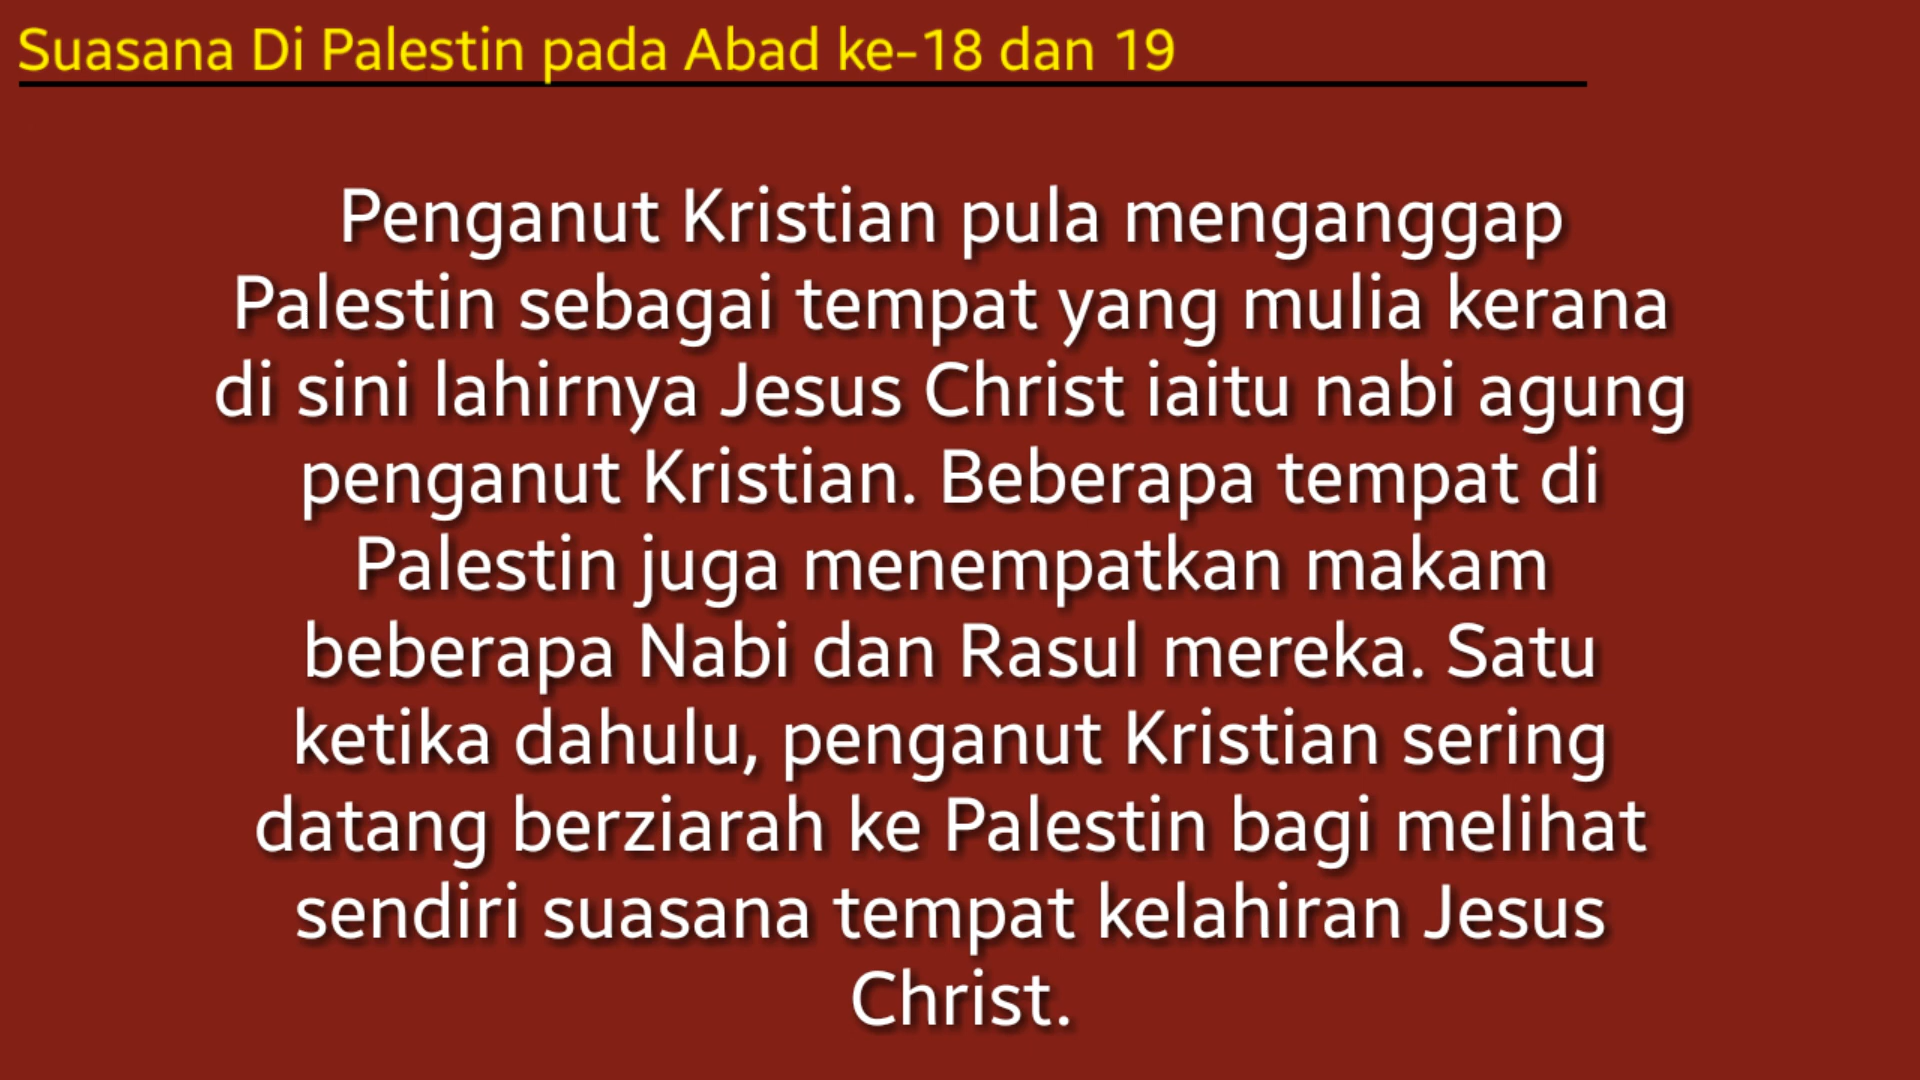 Suasana Di Palestin pada Abad ke-18 dan 19
Penganut Kristian pula menganggap
Palestin sebagai tempat yang mulia kerana
di sini lahirnya Jesus Christ iaitu nabi agung
penganut Kristian. Beberapa tempat di
Palestin juga menempatkan makam
beberapa Nabi dan Rasul mereka. Satu
ketika dahulu, penganut Kristian sering
datang berziarah ke Palestin bagi melihat
sendiri suasana tempat kelahiran Jesus
Christ.